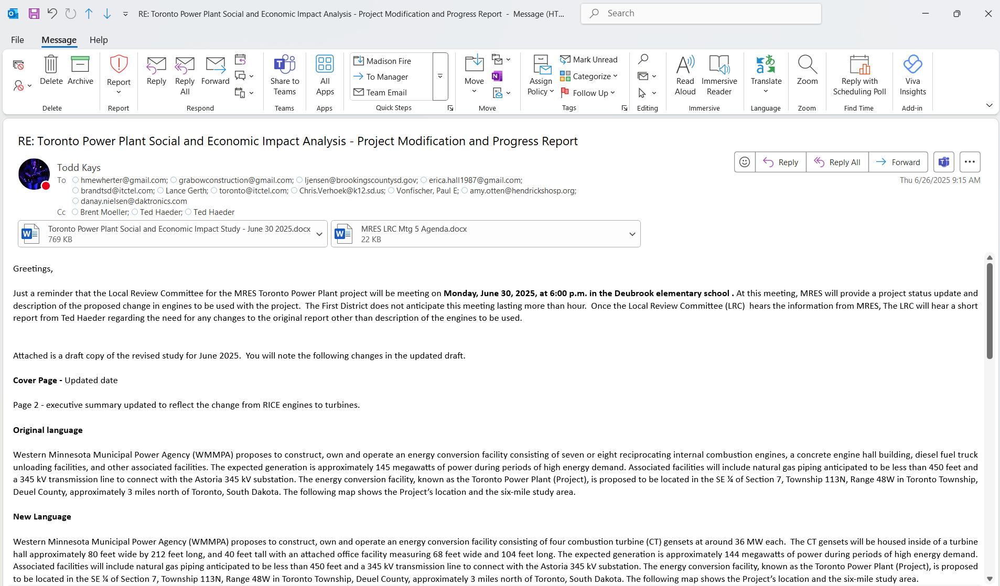 RE: Toronto Power Plant Social and Economic Impact Analysis - Project Modification and Progress Report - Message (HT...
Search
File Message Help
Delete
Archive
Report
Reply
Reply All
Forward
Share to Teams
All Apps
Madison Fire
To Manager
Team Email
Move
Assign Policy
Mark Unread
Categorize
Follow Up
Read Aloud
Immersive Reader
Translate
Zoom
Reply with Scheduling Poll
Viva Insights
Delete Report Respond Teams Apps Quick Steps Move Tags Editing Immersive Language Zoom Find Time Add-in
RE: Toronto Power Plant Social and Economic Impact Analysis - Project Modification and Progress Report
Todd Kays
Reply Reply All Forward
Thu 6/26/2025 9:15 AM
To hmewherter@gmail.com; grabowconstruction@gmail.com; ljensen@brookingscountysd.gov; erica.hall1987@gmail.com;
brandtsd@itctel.com; Lance Gerth; toronto@itctel.com; Chris.Verhoek@k12.sd.us; Vonfischer, Paul E; amy.otten@hendrickshosp.org;
danay.nielsen@daktronics.com
Cc Brent Moeller; Ted Haeder; Ted Haeder
Toronto Power Plant Social and Economic Impact Study - June 30 2025.docx
769 KB
MRES LRC Mtg 5 Agenda.docx
22 KB
Greetings,
Just a reminder that the Local Review Committee for the MRES Toronto Power Plant project will be meeting on Monday, June 30, 2025, at 6:00 p.m. in the Deubrook elementary school . At this meeting, MRES will provide a project status update and
description of the proposed change in engines to be used with the project. The First District does not anticipate this meeting lasting more than hour. Once the Local Review Committee (LRC) hears the information from MRES, The LRC will hear a short
report from Ted Haeder regarding the need for any changes to the original report other than description of the engines to be used.
Attached is a draft copy of the revised study for June 2025. You will note the following changes in the updated draft.
Cover Page - Updated date
Page 2 - executive summary updated to reflect the change from RICE engines to turbines.
Original language
Western Minnesota Municipal Power Agency (WMMPA) proposes to construct, own and operate an energy conversion facility consisting of seven or eight reciprocating internal combustion engines, a concrete engine hall building, diesel fuel truck
unloading facilities, and other associated facilities. The expected generation is approximately 145 megawatts of power during periods of high energy demand. Associated facilities will include natural gas piping anticipated to be less than 450 feet and
a 345 kV transmission line to connect with the Astoria 345 kV substation. The energy conversion facility, known as the Toronto Power Plant (Project), is proposed to be located in the SE ¼ of Section 7, Township 113N, Range 48W in Toronto Township,
Deuel County, approximately 3 miles north of Toronto, South Dakota. The following map shows the Project’s location and the six-mile study area.
New Language
Western Minnesota Municipal Power Agency (WMMPA) proposes to construct, own and operate an energy conversion facility consisting of four combustion turbine (CT) gensets at around 36 MW each. The CT gensets will be housed inside of a turbine
hall approximately 80 feet wide by 212 feet long, and 40 feet tall with an attached office facility measuring 68 feet wide and 104 feet long. The expected generation is approximately 144 megawatts of power during periods of high energy demand.
Associated facilities will include natural gas piping anticipated to be less than 450 feet and a 345 kV transmission line to connect with the Astoria 345 kV substation. The energy conversion facility, known as the Toronto Power Plant (Project), is proposed
to be located in the SE ¼ of Section 7, Township 113N, Range 48W in Toronto Township, Deuel County, approximately 3 miles north of Toronto, South Dakota. The following map shows the Project’s location and the six-mile study area.